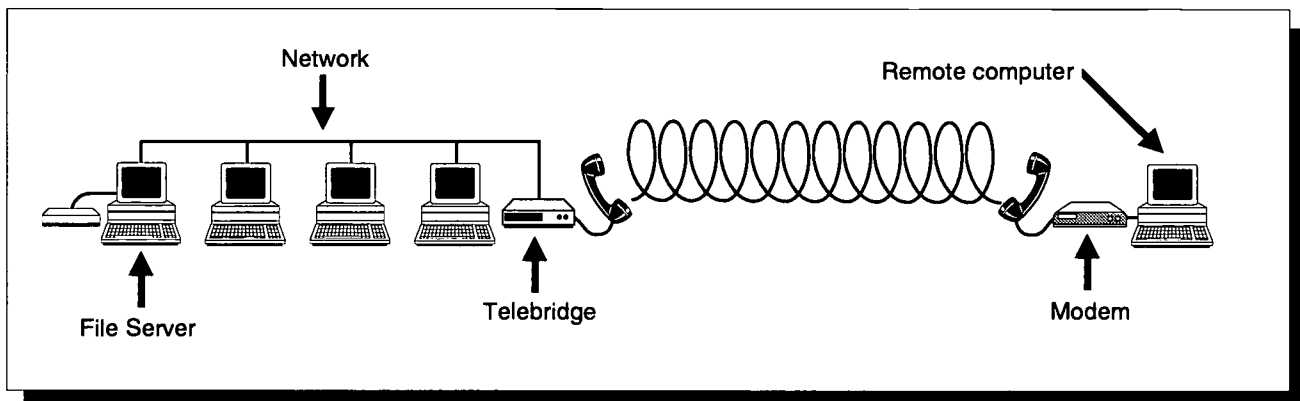 Network
Remote computer
File Server
Telebridge
Modem